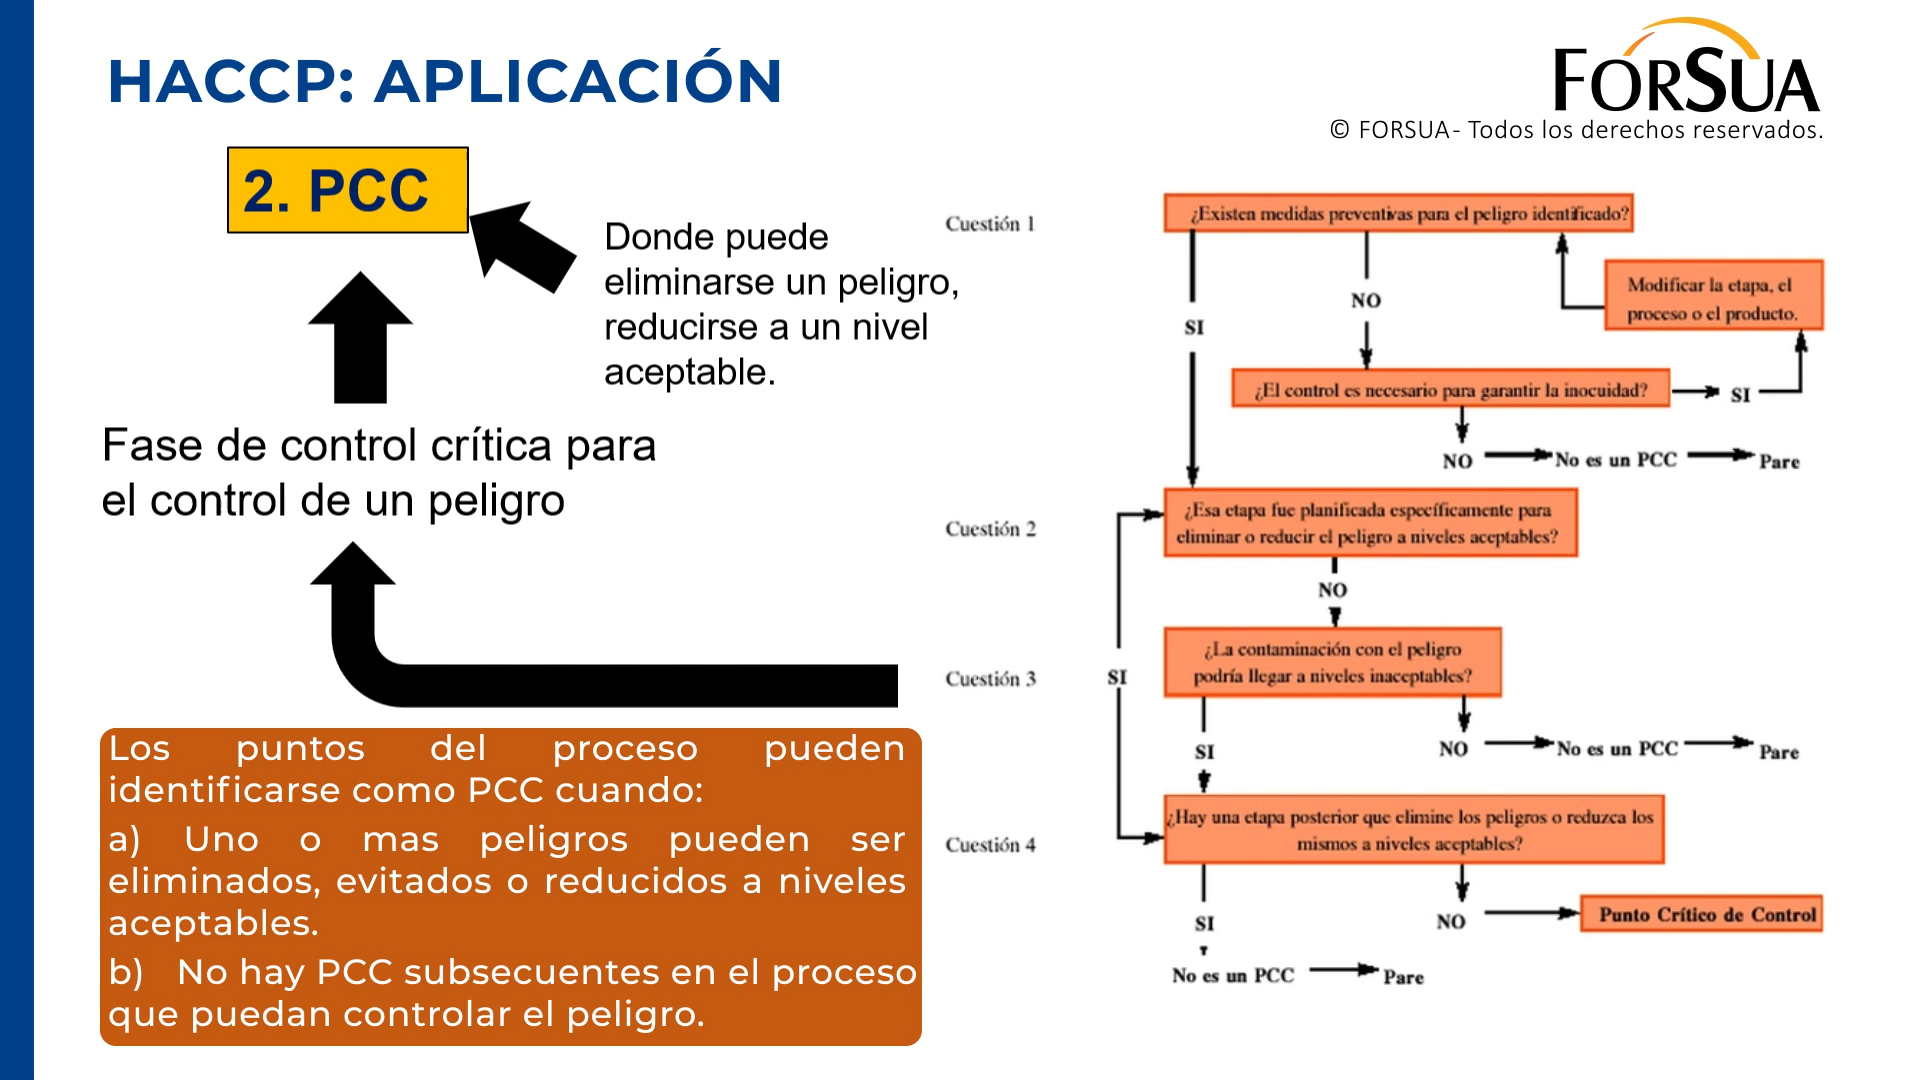 HACCP: APLICACIÓN
FORSUA
© FORSUA- Todos los derechos reservados.
2. PCC
Donde puede
eliminarse un peligro,
reducirse a un nivel
aceptable.
Fase de control crítica para
el control de un peligro
Los puntos del proceso pueden
identificarse como PCC cuando:
a) Uno o mas peligros pueden ser
eliminados, evitados o reducidos a niveles
aceptables.
b) No hay PCC subsecuentes en el proceso
que puedan controlar el peligro.
Cuestión 1
¿Existen medidas preventivas para el peligro identificado?
Modificar la etapa, el
proceso o el producto.
NO
SI
¿El control es necesario para garantir la inocuidad?
SI
NO
No es un PCC
Pare
Cuestión 2
¿Esa etapa fue planificada específicamente para
eliminar o reducir el peligro a niveles aceptables?
NO
Cuestión 3
SI
¿La contaminación con el peligro
podría llegar a niveles inaceptables?
SI
NO
No es un PCC
Pare
Cuestión 4
¿Hay una etapa posterior que elimine los peligros o reduzca los
mismos a niveles aceptables?
SI
NO
Punto Crítico de Control
No es un PCC
Pare